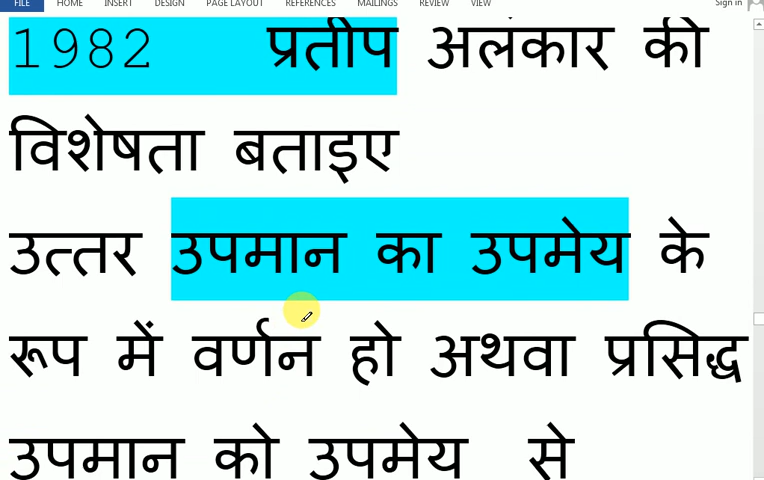 FILE HOME INSERT DESIGN PAGE LAYOUT REFERENCES MAILINGS REVIEW VIEW Sign in
1982 प्रतीप अलंकार की
विशेषता बताइए
उत्तर उपमान का उपमेय के
रूप में वर्णन हो अथवा प्रसिद्ध
उपमान को उपमेय से